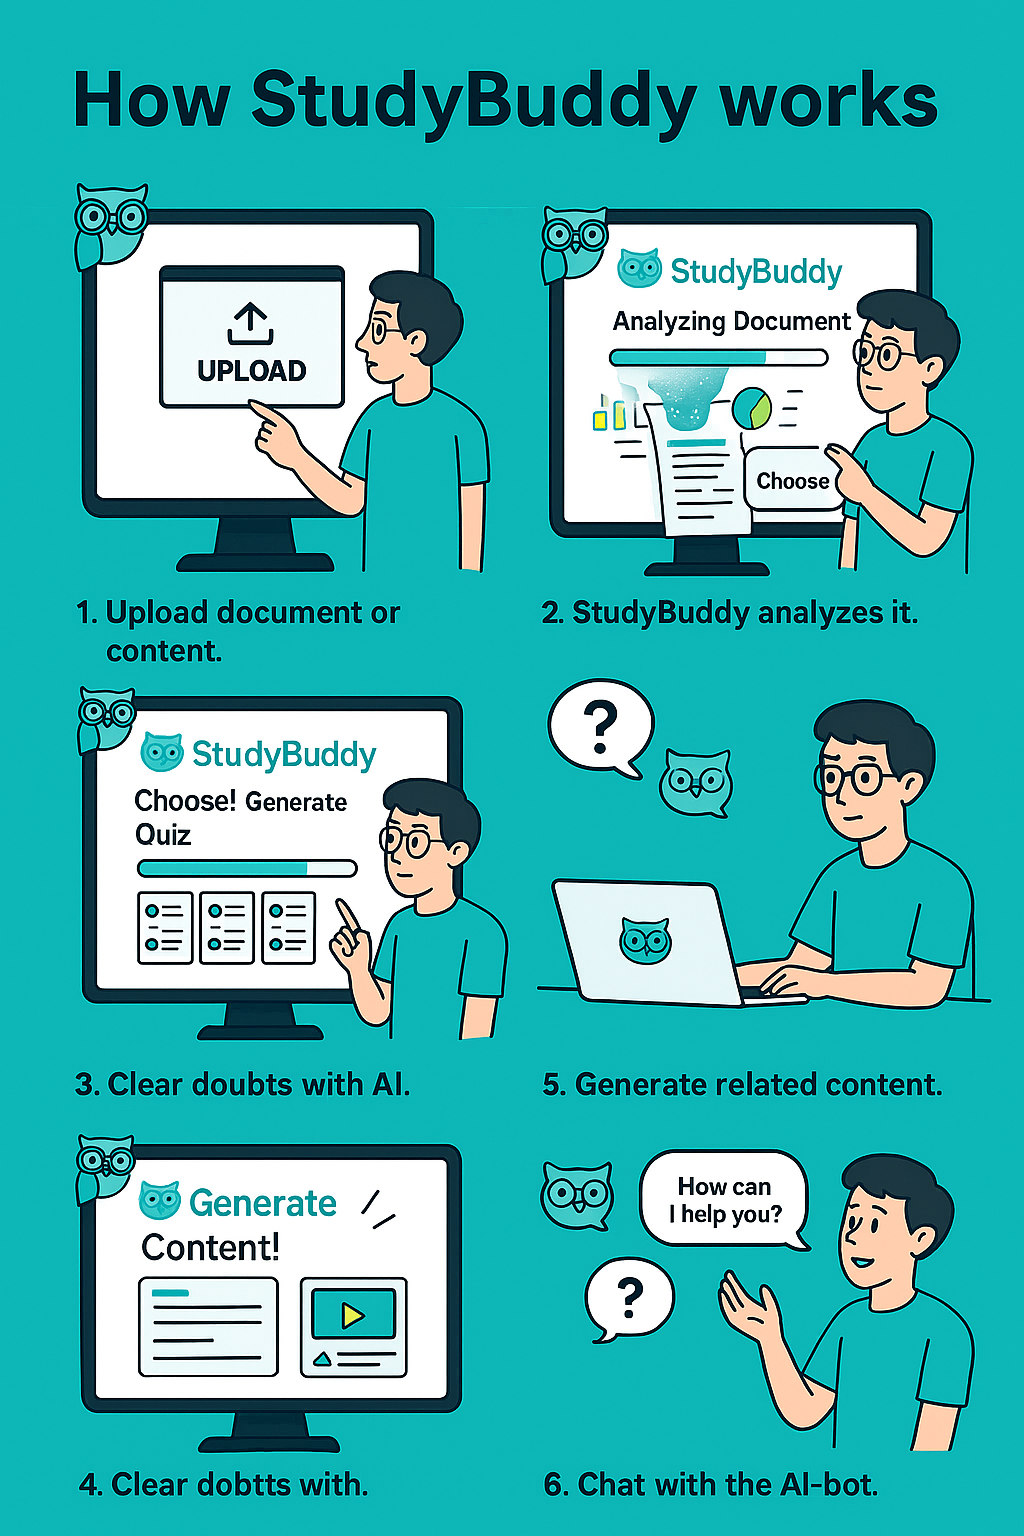 How StudyBuddy works
UPLOAD
1. Upload document or
content.
StudyBuddy
Analyzing Document
Choose
2. StudyBuddy analyzes it.
StudyBuddy
Choose! Generate
Quiz
3. Clear doubts with AI.
?
5. Generate related content.
Generate
Content!
4. Clear dobtts with.
How can
I help you?
?
6. Chat with the AI-bot.